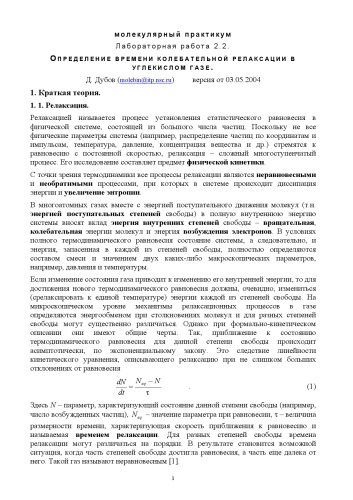 молекулярный практикум
Лабораторная работа 2.2.
ОПРЕДЕЛЕНИЕ ВРЕМЕНИ КОЛЕБАТЕЛЬНОЙ РЕЛАКСАЦИИ В
УГЛЕКИСЛОМ ГАЗЕ.
Д. Дубов (molebin@itp.nsc.ru) версия от 03.05.2004
1. Краткая теория.
1. 1. Релаксация.
Релаксацией называется процесс установления статистического равновесия в
физической системе, состоящей из большого числа частиц. Поскольку не все
физические параметры системы (например, распределение частиц по координатам и
импульсам, температура, давление, концентрация вещества и др.) стремятся к
равновесию с постоянной скоростью, релаксация – сложный многоступенчатый
процесс. Его исследование составляет предмет физической кинетики.
С точки зрения термодинамики все процессы релаксации являются неравновесными
и необратимыми процессами, при которых в системе происходит диссипация
энергии и увеличение энтропии.
В многоатомных газах вместе с энергией поступательного движения молекул (т.н.
энергией поступательных степеней свободы) в полную внутреннюю энергию
системы вносят вклад энергия внутренних степеней свободы – вращательная,
колебательная энергии молекул и энергия возбуждения электронов. В условиях
полного термодинамического равновесия состояние системы, а следовательно, и
энергия, запасенная в каждой из степеней свободы, полностью определяются
составом смеси и значением двух каких-либо макроскопических параметров,
например, давления и температуры.
Если изменение состояния газа приводит к изменению его внутренней энергии, то для
достижения нового термодинамического равновесия должны, очевидно, измениться
(срелаксировать к единой температуре) энергии каждой из степеней свободы. На
микроскопическом уровне механизмы релаксационных процессов в газе
определяются энергообменом при столкновениях молекул и для разных степеней
свободы могут существенно различаться. Однако при формально-кинетическом
описании они имеют общие черты. Так, приближение к состоянию
термодинамического равновесия для данной степени свободы происходит
асимптотически, по экспоненциальному закону. Это следствие линейности
кинетического уравнения, описывающего релаксацию при не слишком больших
отклонениях от равновесия
dN/dt = (N_eq − N)/τ . (1)
Здесь N – параметр, характеризующий состояние данной степени свободы (например,
число возбужденных частиц), N_eq – значение параметра при равновесии, τ – величина
размерности времени, характеризующая скорость приближения к равновесию и
называемая временем релаксации. Для разных степеней свободы времена
релаксации могут различаться на порядки. В результате становится возможной
ситуация, когда часть степеней свободы достигла равновесия, а часть еще далека от
него. Такой газ называют неравновесным [1].
1